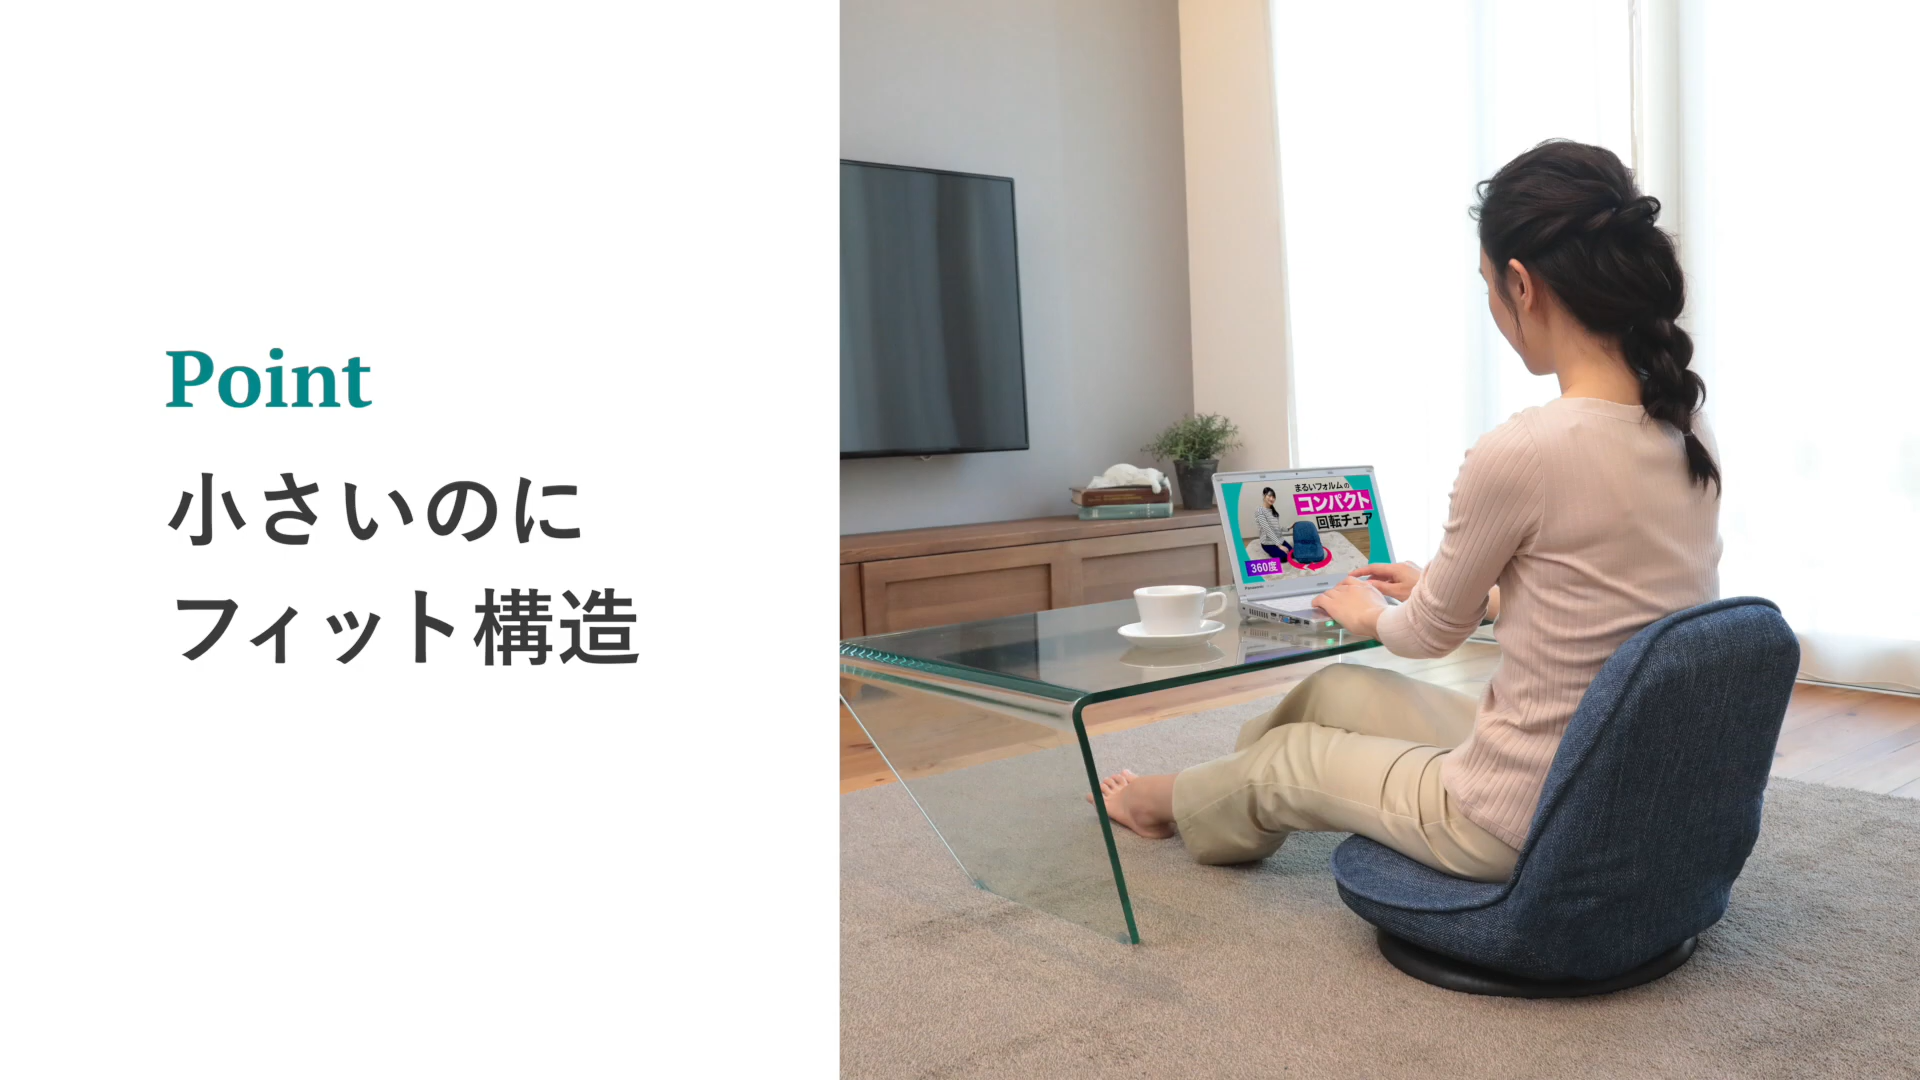 Point
小さいのに
フィット構造
まるいフォルムの
コンパクト
回転チェア
360度
Panasonic